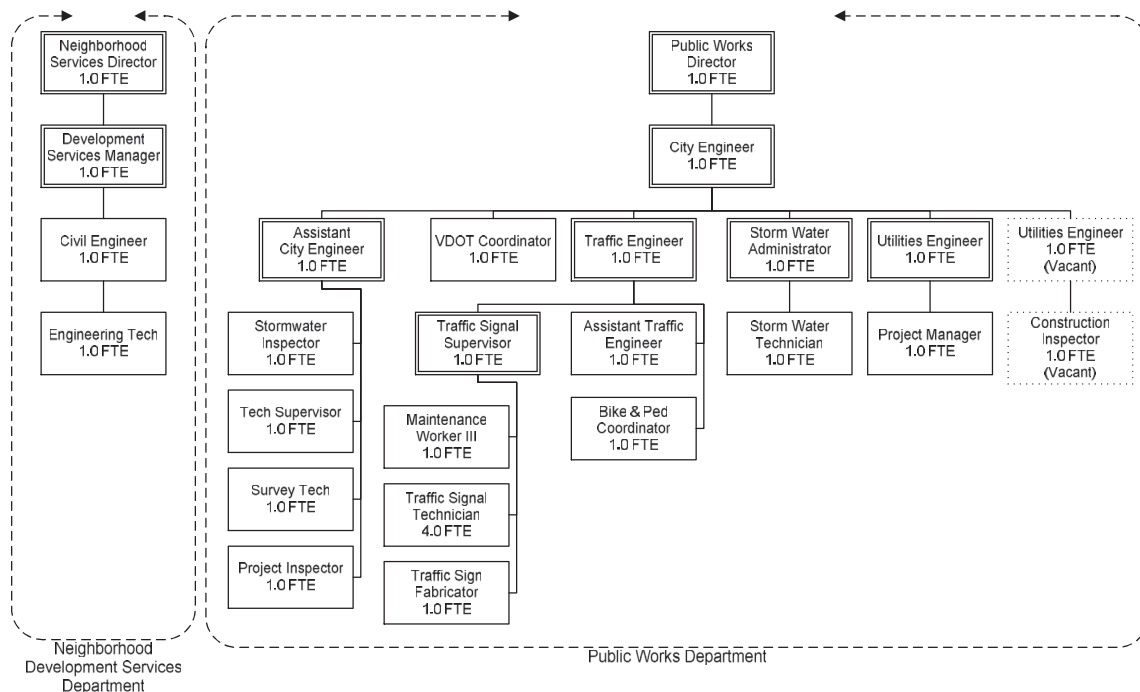 Neighborhood
Services Director
1.0 FTE
Development
Services Manager
1.0 FTE
Civil Engineer
1.0 FTE
Engineering Tech
1.0 FTE
Neighborhood
Development Services
Department
Public Works
Director
1.0 FTE
City Engineer
1.0 FTE
Assistant
City Engineer
1.0 FTE
VDOT Coordinator
1.0 FTE
Traffic Engineer
1.0 FTE
Storm Water
Administrator
1.0 FTE
Utilities Engineer
1.0 FTE
Utilities Engineer
1.0 FTE
(Vacant)
Stormwater
Inspector
1.0 FTE
Traffic Signal
Supervisor
1.0 FTE
Assistant Traffic
Engineer
1.0 FTE
Storm Water
Technician
1.0 FTE
Project Manager
1.0 FTE
Construction
Inspector
1.0 FTE
(Vacant)
Tech Supervisor
1.0 FTE
Maintenance
Worker III
1.0 FTE
Bike & Ped
Coordinator
1.0 FTE
Survey Tech
1.0 FTE
Traffic Signal
Technician
4.0 FTE
Project Inspector
1.0 FTE
Traffic Sign
Fabricator
1.0 FTE
Public Works Department